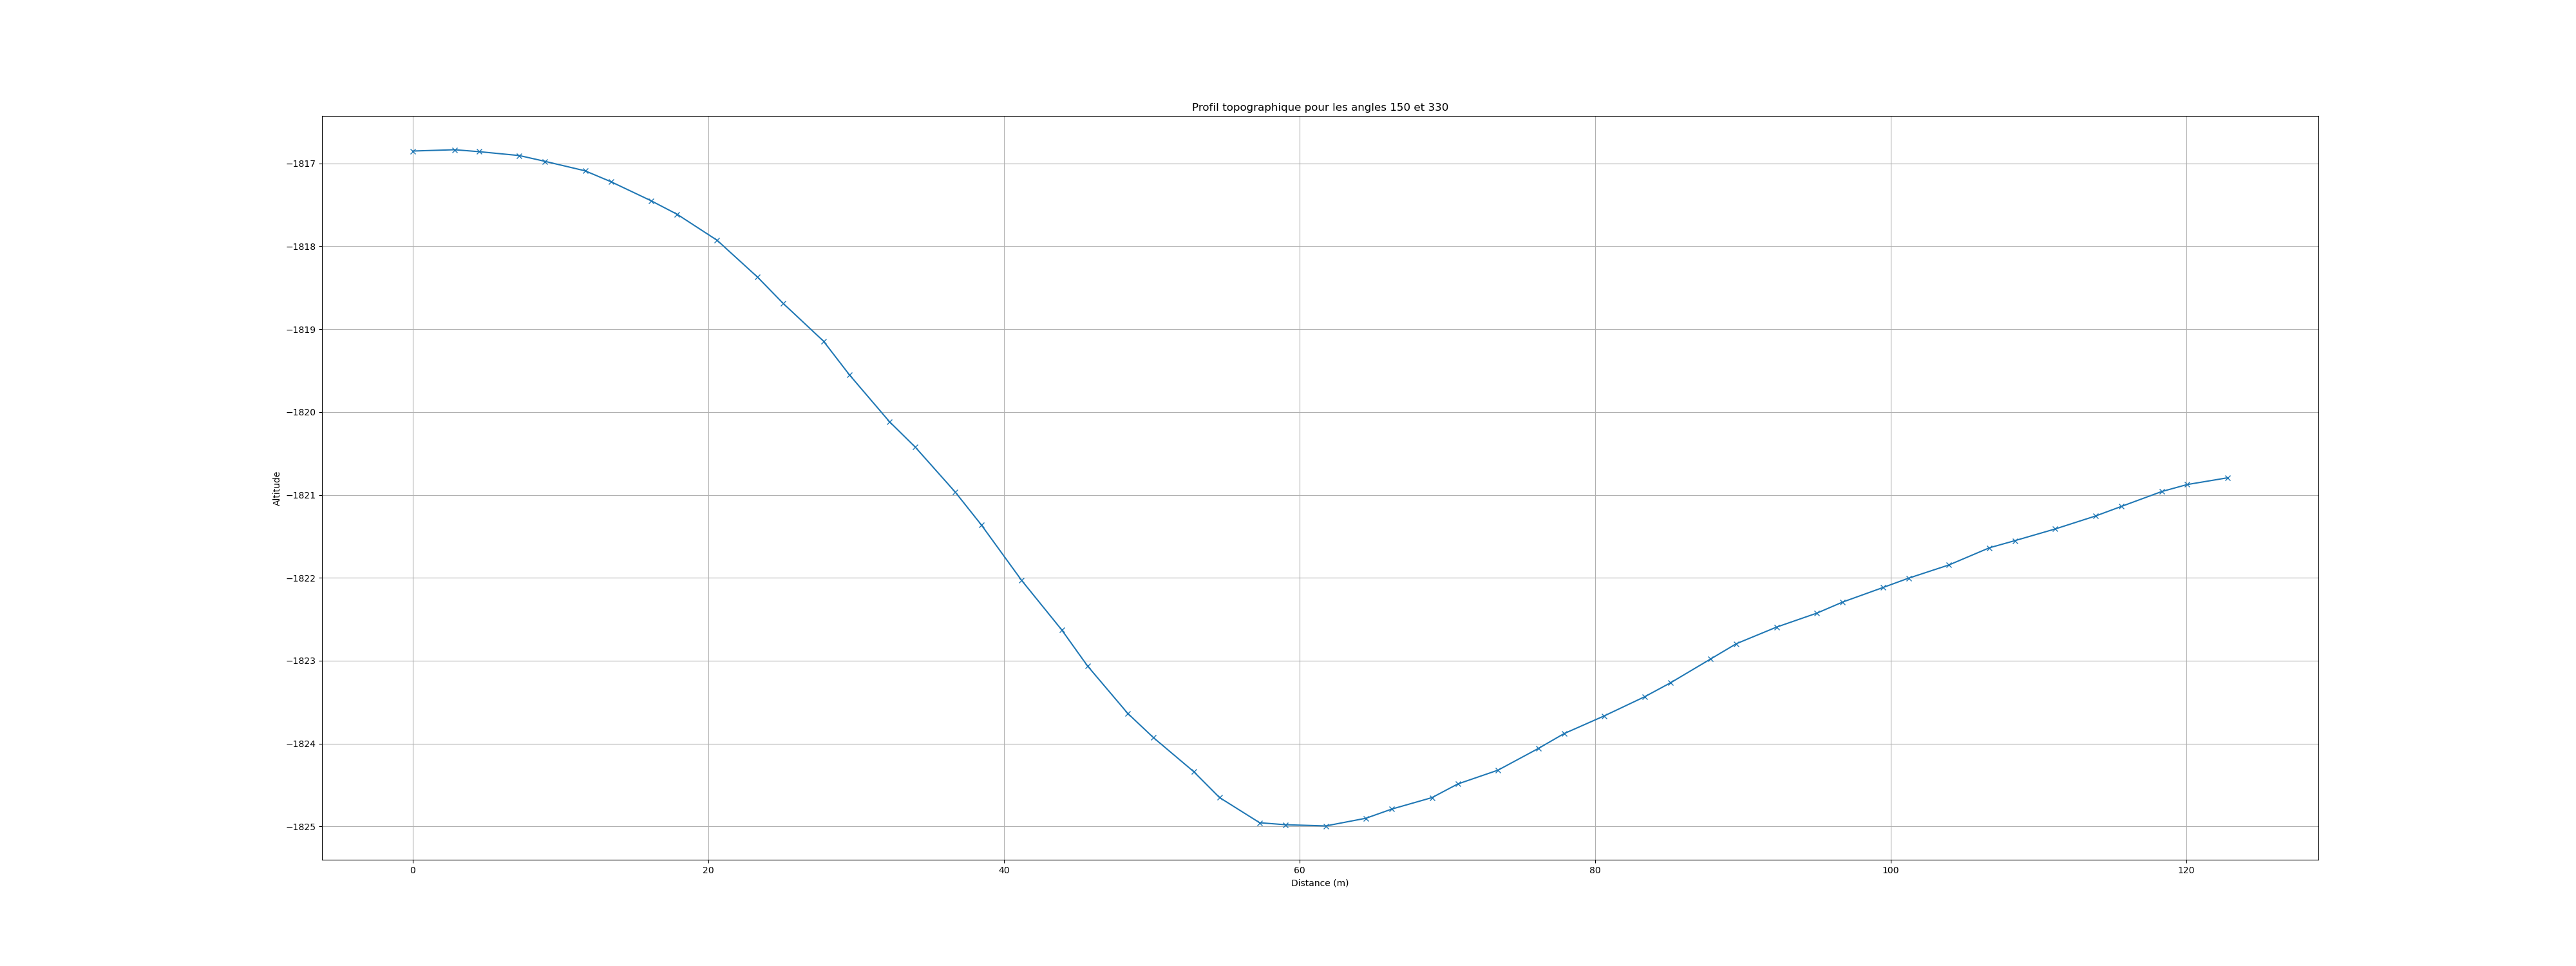 Profil topographique pour les angles 150 et 330
−1817
−1818
−1819
−1820
−1821
−1822
−1823
−1824
−1825
Altitude
0 20 40 60 80 100 120
Distance (m)